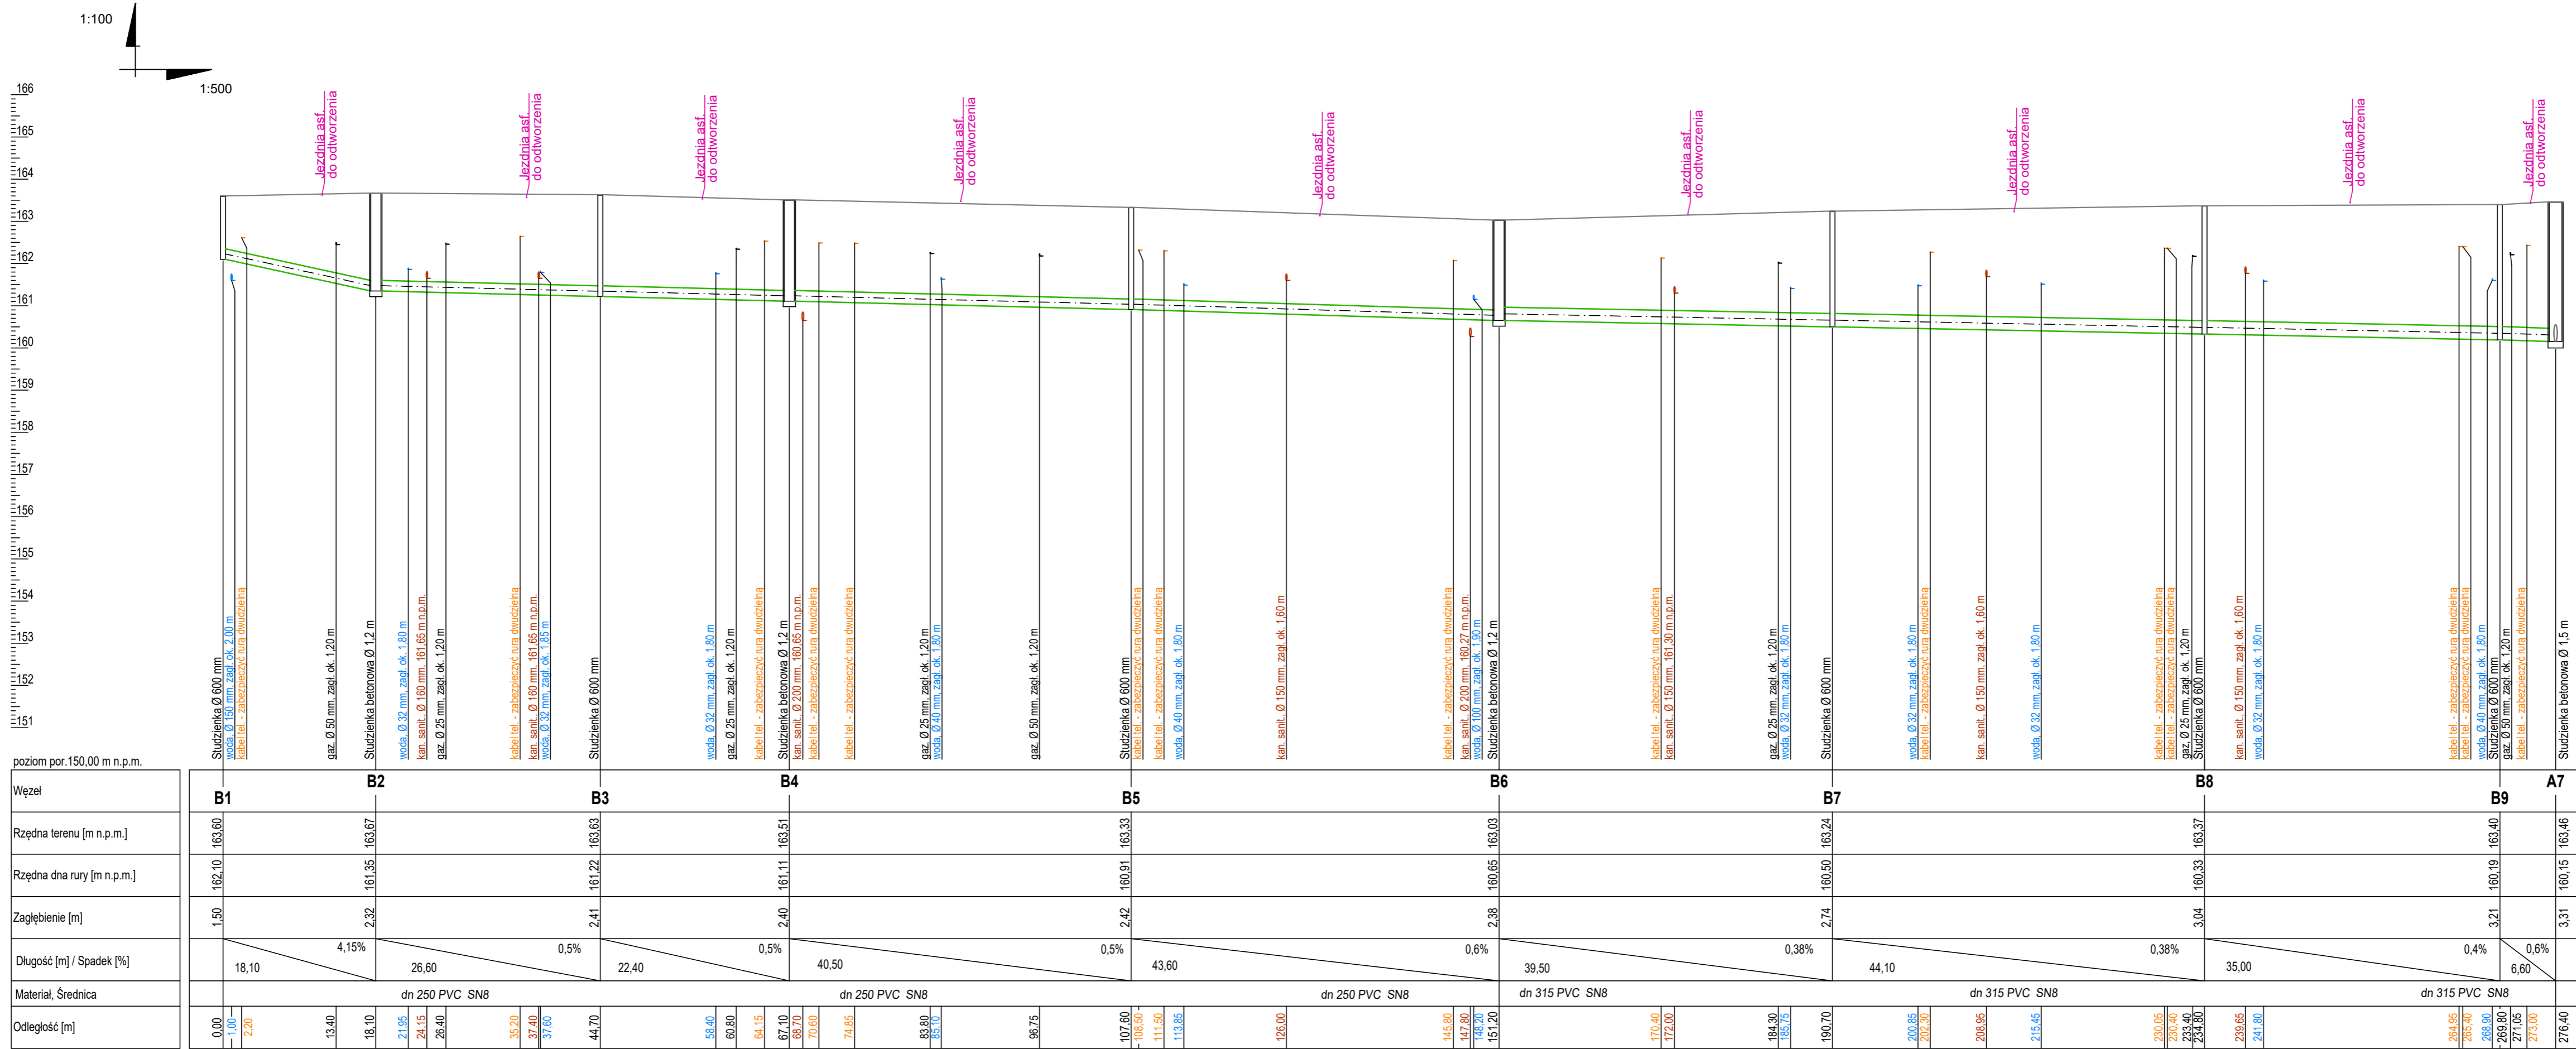 1:100
1:500
166
165
164
163
162
161
160
159
158
157
156
155
154
153
152
151
Jezdnia asf.
do odtworzenia
Jezdnia asf.
do odtworzenia
Jezdnia asf.
do odtworzenia
Jezdnia asf.
do odtworzenia
Jezdnia asf.
do odtworzenia
Jezdnia asf.
do odtworzenia
Jezdnia asf.
do odtworzenia
Jezdnia asf.
do odtworzenia
Jezdnia asf.
do odtworzenia
Studzienka Ø 600 mm
woda, Ø 150 mm, zagł. ok. 2,00 m
kabel tel. - zabezpieczyć rura dwudzielna
gaz, Ø 50 mm, zagł. ok. 1,20 m
Studzienka betonowa Ø 1,2 m
woda, Ø 32 mm, zagł. ok. 1,80 m
kan. sanit., Ø 160 mm, 161,65 m n.p.m.
gaz, Ø 25 mm, zagł. ok. 1,20 m
kabel tel. - zabezpieczyć rura dwudzielna
kan. sanit., Ø 160 mm, 161,65 m n.p.m.
woda, Ø 32 mm, zagł. ok. 1,85 m
Studzienka Ø 600 mm
woda, Ø 32 mm, zagł. ok. 1,80 m
gaz, Ø 25 mm, zagł. ok. 1,20 m
kabel tel. - zabezpieczyć rura dwudzielna
Studzienka betonowa Ø 1,2 m
kan. sanit., Ø 200 mm, 160,65 m n.p.m.
kabel tel. - zabezpieczyć rura dwudzielna
kabel tel. - zabezpieczyć rura dwudzielna
gaz, Ø 25 mm, zagł. ok. 1,20 m
woda, Ø 40 mm, zagł. ok. 1,80 m
gaz, Ø 50 mm, zagł. ok. 1,20 m
Studzienka Ø 600 mm
kabel tel. - zabezpieczyć rura dwudzielna
kabel tel. - zabezpieczyć rura dwudzielna
woda, Ø 40 mm, zagł. ok. 1,80 m
kan. sanit., Ø 150 mm, zagł. ok. 1,60 m
kabel tel. - zabezpieczyć rura dwudzielna
kan. sanit., Ø 200 mm, 160,27 m n.p.m.
woda, Ø 100 mm, zagł. ok. 1,90 m
Studzienka betonowa Ø 1,2 m
kabel tel. - zabezpieczyć rura dwudzielna
kan. sanit., Ø 150 mm, 161,30 m n.p.m.
gaz, Ø 25 mm, zagł. ok. 1,20 m
woda, Ø 32 mm, zagł. ok. 1,80 m
Studzienka Ø 600 mm
woda, Ø 32 mm, zagł. ok. 1,80 m
kabel tel. - zabezpieczyć rura dwudzielna
kan. sanit., Ø 150 mm, zagł. ok. 1,60 m
woda, Ø 32 mm, zagł. ok. 1,80 m
kabel tel. - zabezpieczyć rura dwudzielna
kabel tel. - zabezpieczyć rura dwudzielna
gaz, Ø 25 mm, zagł. ok. 1,20 m
Studzienka Ø 600 mm
kan. sanit., Ø 150 mm, zagł. ok. 1,60 m
woda, Ø 32 mm, zagł. ok. 1,80 m
kabel tel. - zabezpieczyć rura dwudzielna
kabel tel. - zabezpieczyć rura dwudzielna
woda, Ø 40 mm, zagł. ok. 1,80 m
Studzienka Ø 600 mm
gaz, Ø 50 mm, zagł. ok. 1,20 m
kabel tel. - zabezpieczyć rura dwudzielna
Studzienka betonowa Ø 1,5 m
poziom por.150,00 m n.p.m.
Węzeł B1 B2 B3 B4 B5 B6 B7 B8 B9 A7
Rzędna terenu [m n.p.m.] 163,60 163,67 163,63 163,51 163,33 163,03 163,24 163,37 163,40 163,46
Rzędna dna rury [m n.p.m.] 162,10 161,35 161,22 161,11 160,91 160,65 160,50 160,33 160,19 160,15
Zagłębienie [m] 1,50 2,32 2,41 2,40 2,42 2,38 2,74 3,04 3,21 3,31
Długość [m] / Spadek [%] 18,10 4,15% 26,60 0,5% 22,40 0,5% 40,50 0,5% 43,60 0,6% 39,50 0,38% 44,10 0,38% 35,00 0,4% 6,60 0,6%
Materiał, Średnica dn 250 PVC SN8 dn 250 PVC SN8 dn 250 PVC SN8 dn 315 PVC SN8 dn 315 PVC SN8 dn 315 PVC SN8
Odległość [m] 0,00 1,00 2,20 13,40 18,10 21,95 24,15 26,40 35,20 37,40 37,60 44,70 58,40 60,80 64,15 67,10 68,70 70,60 74,85 83,80 85,10 96,75 107,60 108,50 111,50 113,85 126,00 145,80 147,80 148,20 151,20 170,40 172,00 184,30 185,75 190,70 200,85 202,30 208,95 215,45 230,05 230,40 233,40 234,80 239,65 241,80 264,95 265,40 268,90 269,80 271,05 273,00 276,40